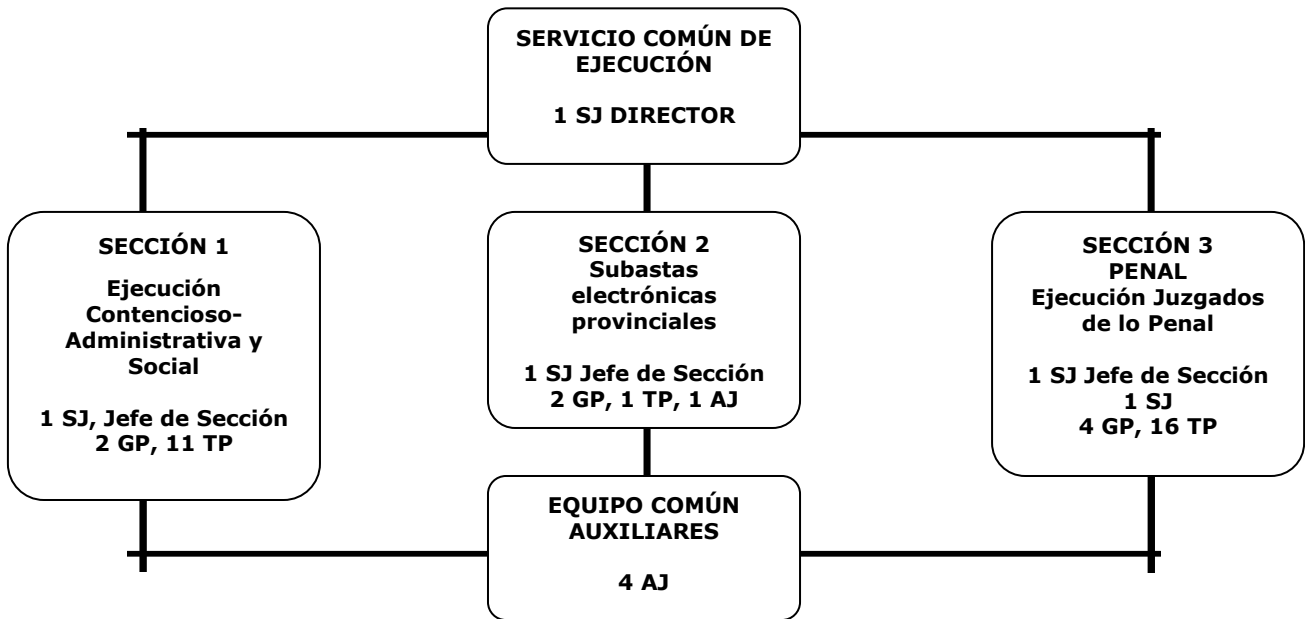 SERVICIO COMÚN DE
EJECUCIÓN
1 SJ DIRECTOR
SECCIÓN 1
Ejecución
Contencioso-
Administrativa y
Social
1 SJ, Jefe de Sección
2 GP, 11 TP
SECCIÓN 2
Subastas
electrónicas
provinciales
1 SJ Jefe de Sección
2 GP, 1 TP, 1 AJ
SECCIÓN 3
PENAL
Ejecución Juzgados
de lo Penal
1 SJ Jefe de Sección
1 SJ
4 GP, 16 TP
EQUIPO COMÚN
AUXILIARES
4 AJ